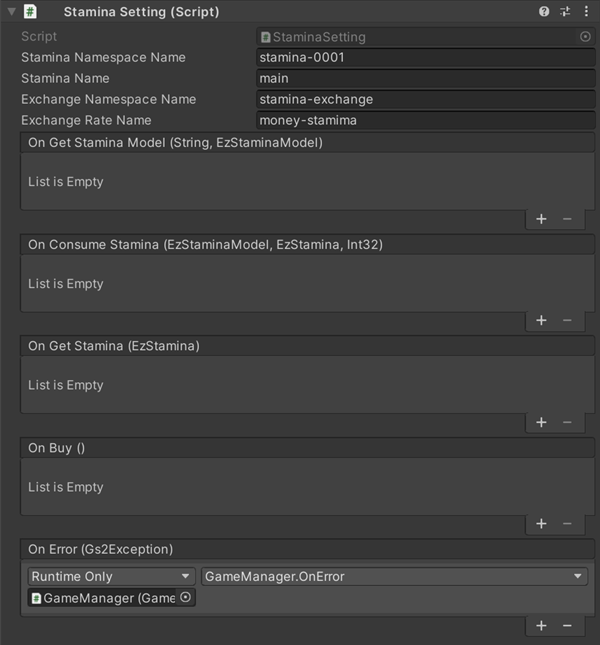 Stamina Setting (Script)
Script StaminaSetting
Stamina Namespace Name stamina-0001
Stamina Name main
Exchange Namespace Name stamina-exchange
Exchange Rate Name money-stamima
On Get Stamina Model (String, EzStaminaModel)
List is Empty
On Consume Stamina (EzStaminaModel, EzStamina, Int32)
List is Empty
On Get Stamina (EzStamina)
List is Empty
On Buy ()
List is Empty
On Error (Gs2Exception)
Runtime Only GameManager.OnError
GameManager (Game